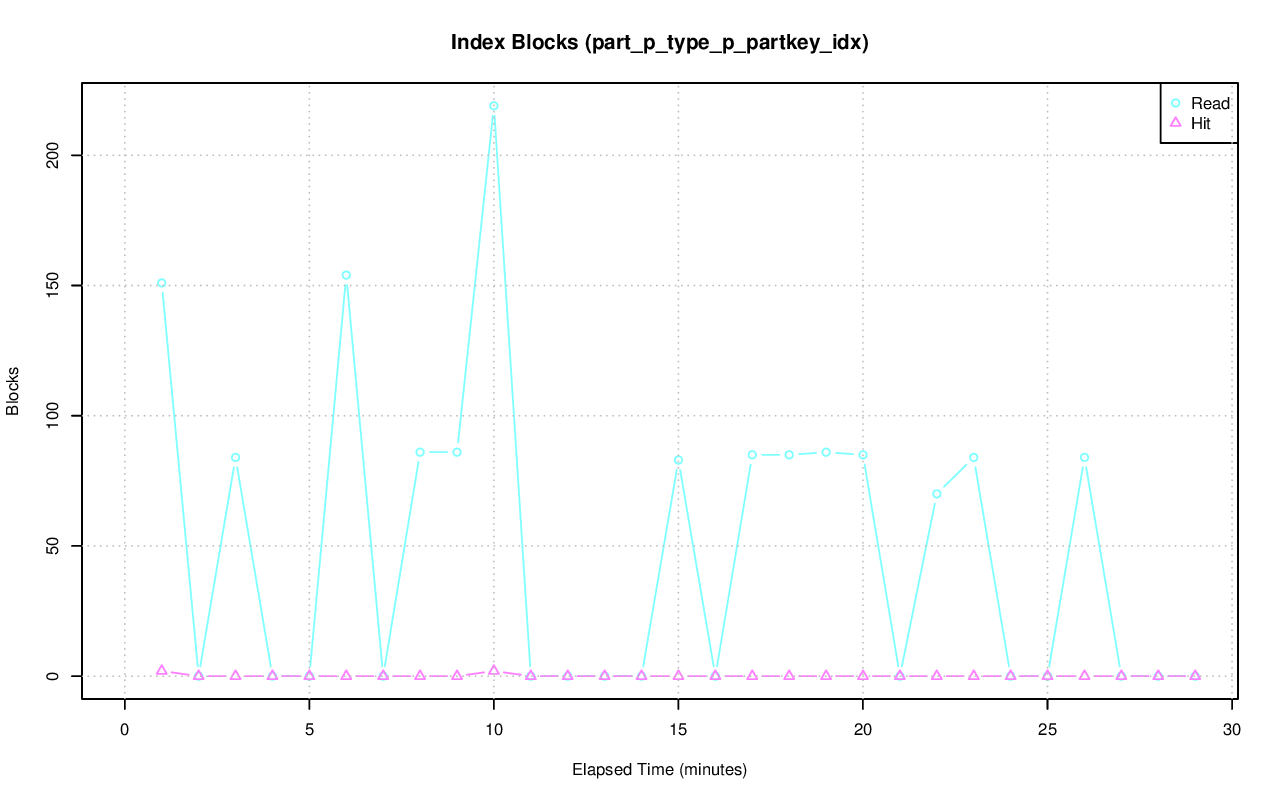 Index Blocks (part_p_type_p_partkey_idx)
Read
Hit
200
150
100
50
0
Blocks
0 5 10 15 20 25 30
Elapsed Time (minutes)